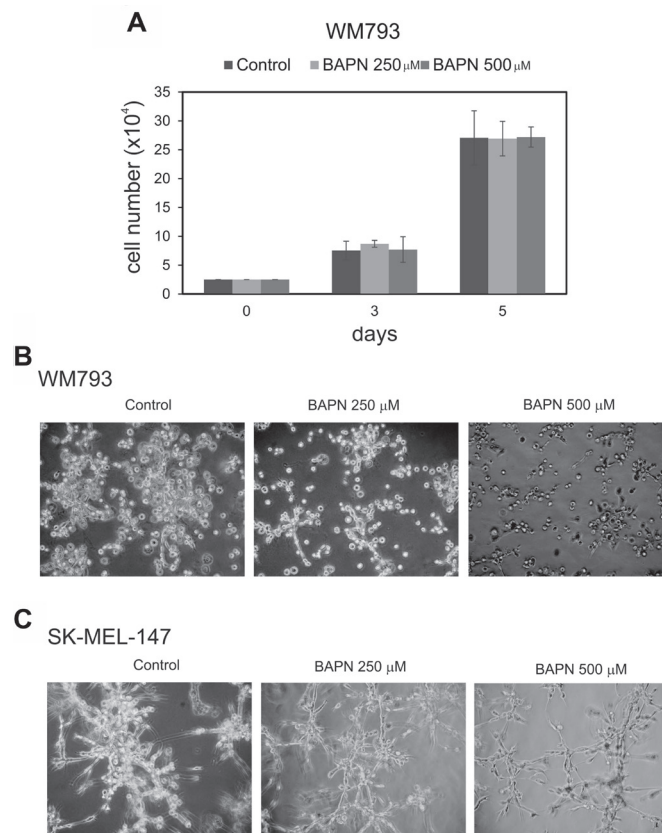 A
WM793
Control BAPN 250 μM BAPN 500 μM
35
30
25
20
15
10
5
0
cell number (x10⁴)
0 3 5
days
B
WM793
Control BAPN 250 μM BAPN 500 μM
C
SK-MEL-147
Control BAPN 250 μM BAPN 500 μM